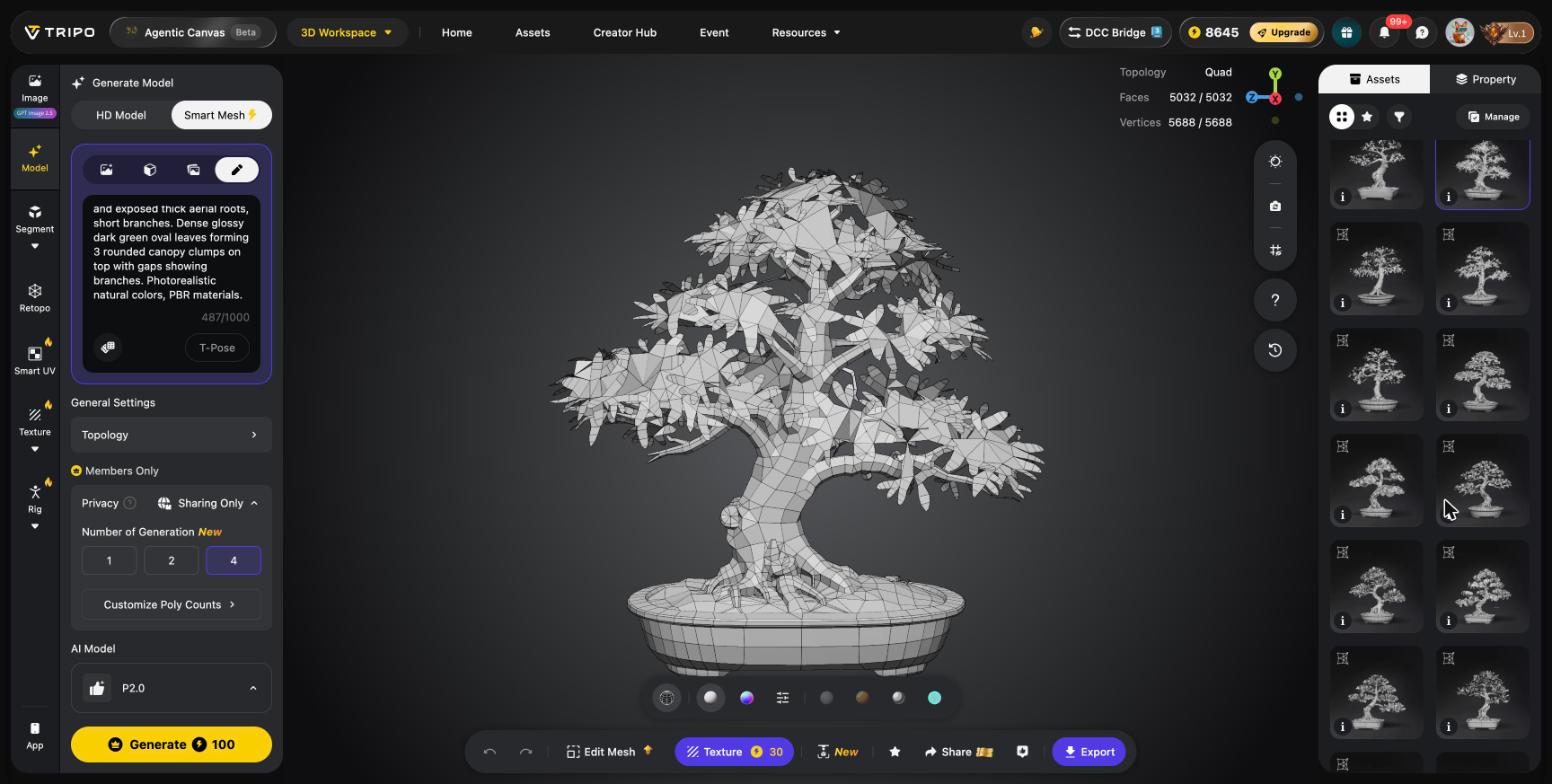 TRIPO
Agentic Canvas Beta
3D Workspace
Home
Assets
Creator Hub
Event
Resources
DCC Bridge
8645
Upgrade
99+
Lv.1
Image
GPT Image 2.5
Model
Segment
Retopo
Smart UV
Texture
Rig
App
Generate Model
HD Model
Smart Mesh
and exposed thick aerial roots,
short branches. Dense glossy
dark green oval leaves forming
3 rounded canopy clumps on
top with gaps showing
branches. Photorealistic
natural colors, PBR materials.
487/1000
T-Pose
General Settings
Topology
Members Only
Privacy
Sharing Only
Number of Generation New
1
2
4
Customize Poly Counts
AI Model
P2.0
Generate 100
Topology Quad
Faces 5032 / 5032
Vertices 5688 / 5688
Y
Z
X
?
Edit Mesh
Texture 30
New
Share
Export
Assets
Property
Manage